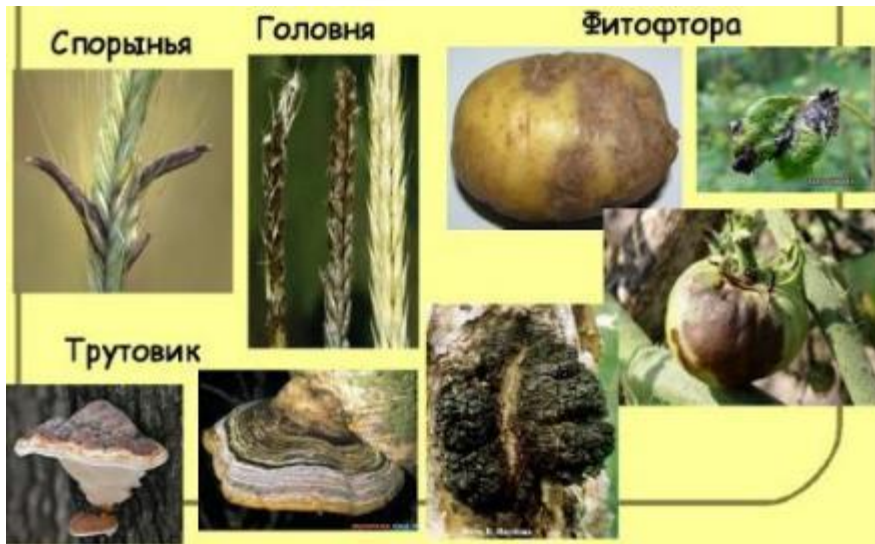 Спорынья
Головня
Фитофтора
Трутовик